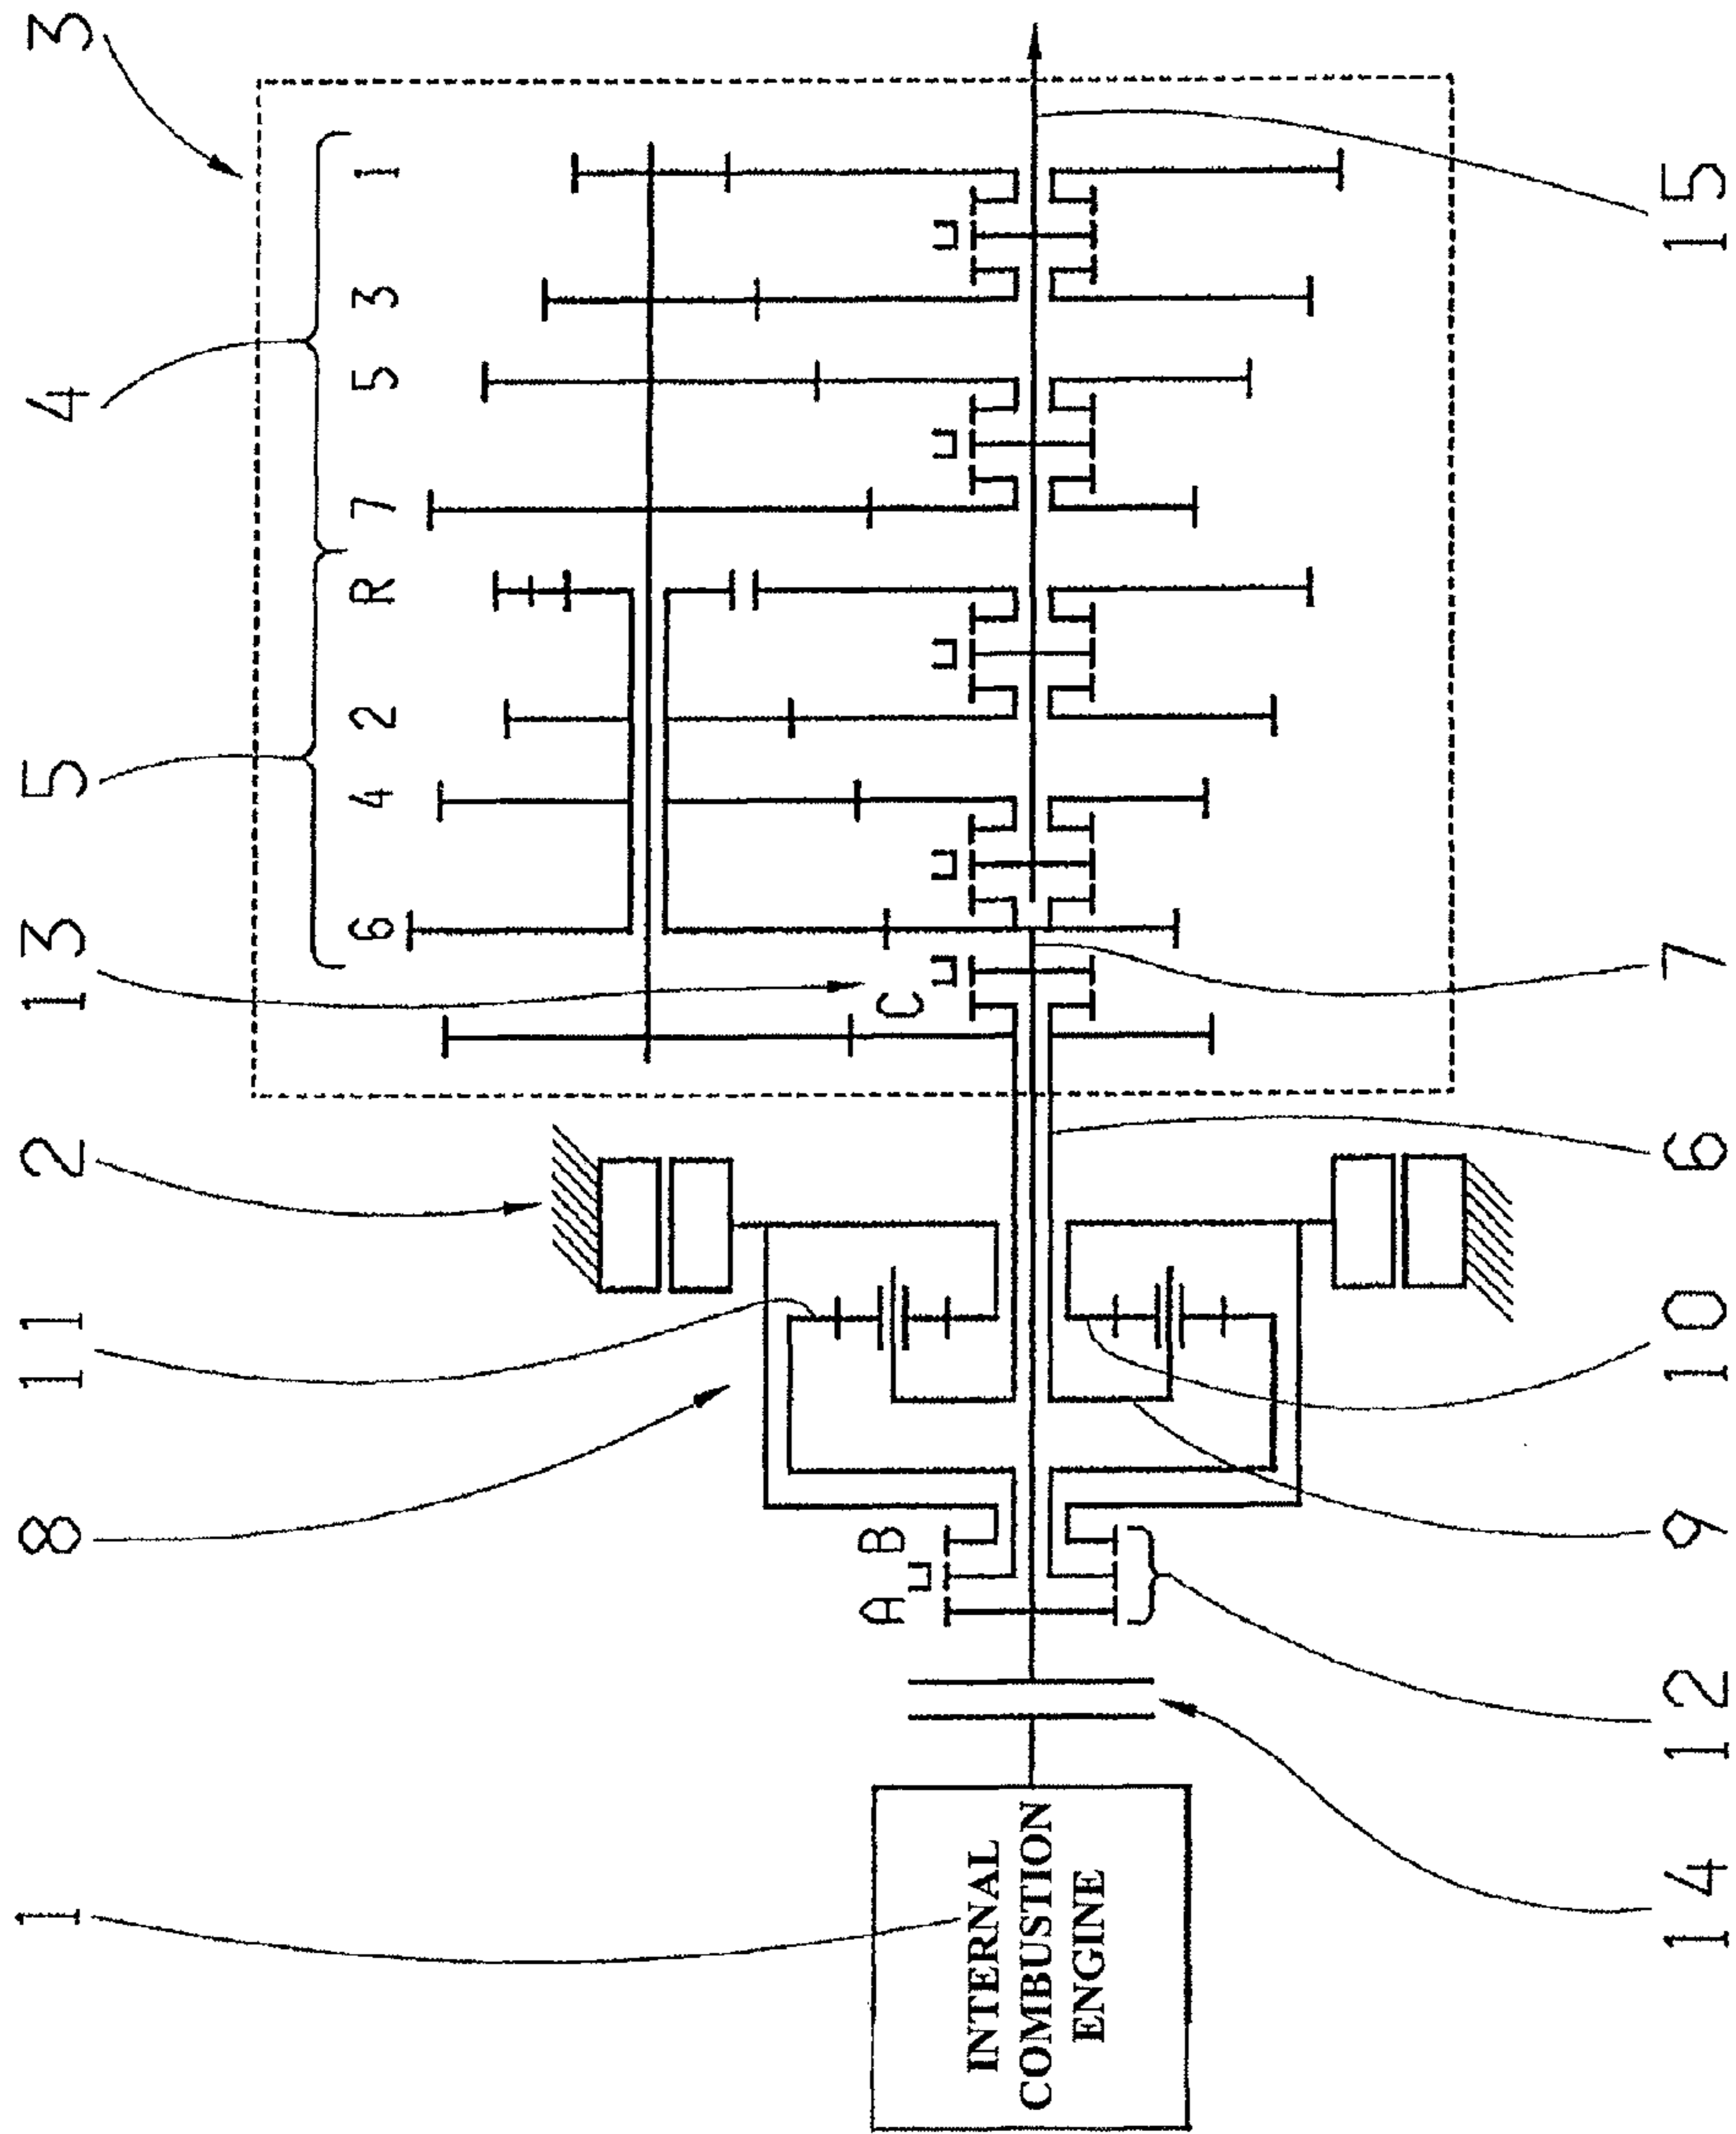 1 8 11 2 13 5 4 3
6 4 2 R 7 5 3 1
A B C
INTERNAL
COMBUSTION
ENGINE
14 12 9 10 6 7 15